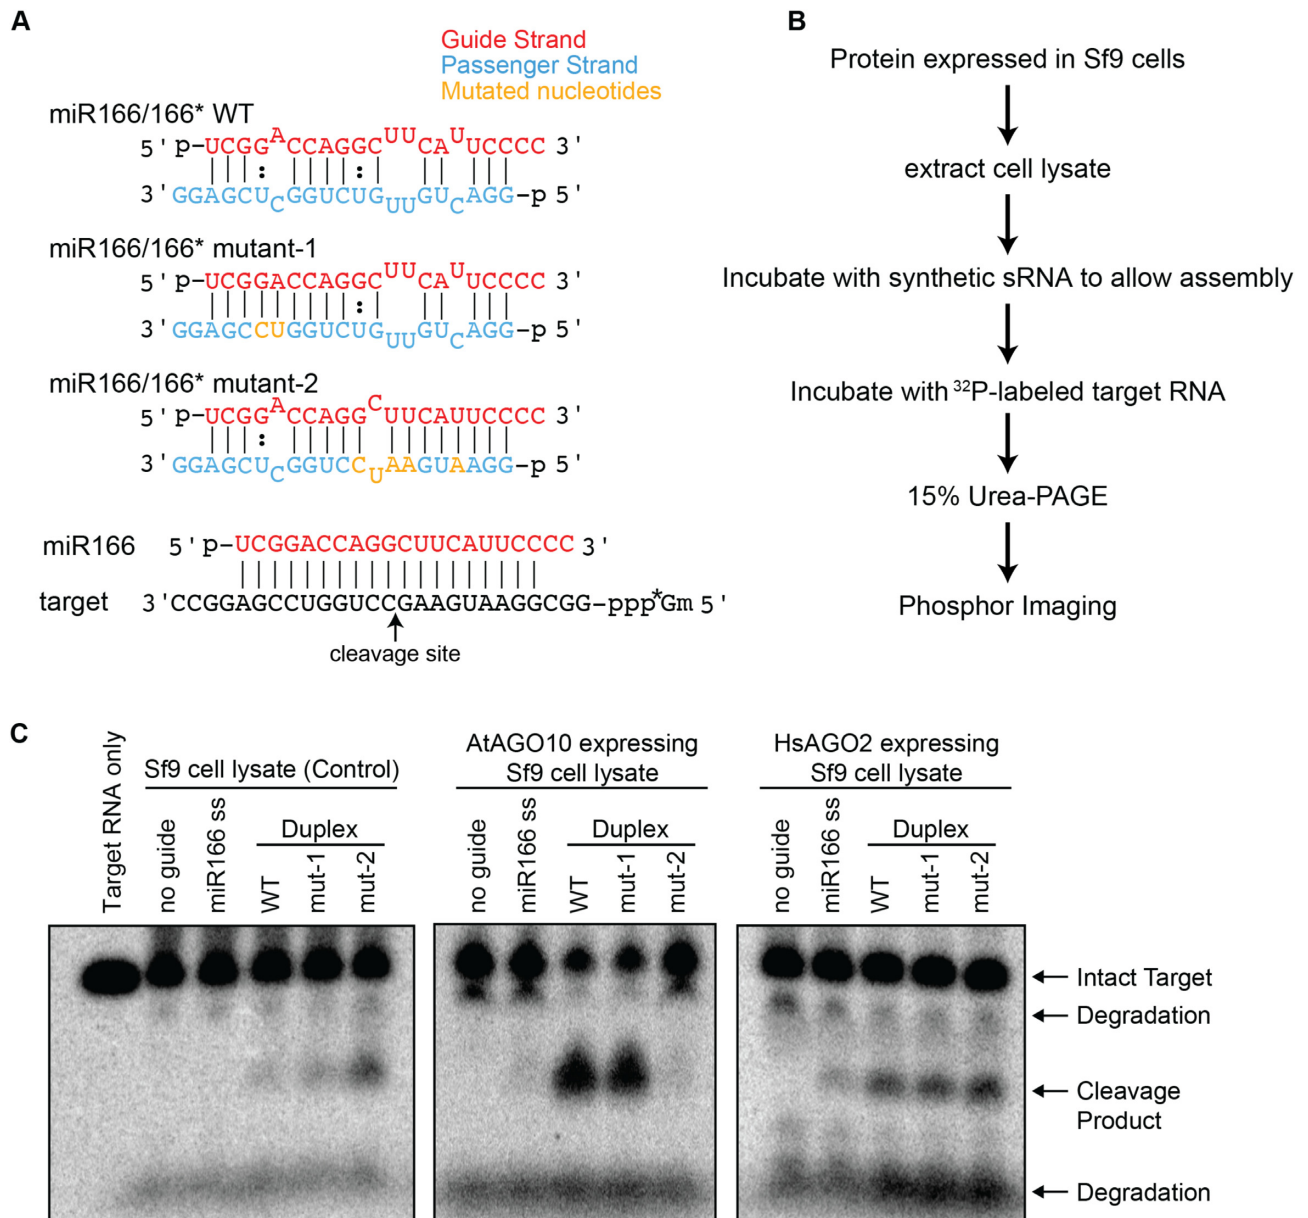 A
Guide Strand
Passenger Strand
Mutated nucleotides
miR166/166* WT
5' p-UCGGACCAGGCUUCAUUCCCC 3'
3' GGAGCUCGGUCUGUUGUCAGG-p 5'
miR166/166* mutant-1
5' p-UCGGACCAGGCUUCAUUCCCC 3'
3' GGAGCCUGGUCUGUUGUCAGG-p 5'
miR166/166* mutant-2
5' p-UCGGACCAGGCUUCAUUCCCC 3'
3' GGAGCUCGGUCCUAAGUAAGG-p 5'
miR166 5' p-UCGGACCAGGCUUCAUUCCCC 3'
target 3'CCGGAGCCUGGUCCGAAGUAAGGCGG-ppp*Gm 5'
cleavage site
B
Protein expressed in Sf9 cells
extract cell lysate
Incubate with synthetic sRNA to allow assembly
Incubate with ³²P-labeled target RNA
15% Urea-PAGE
Phosphor Imaging
C
Target RNA only
Sf9 cell lysate (Control)
no guide
miR166 ss
Duplex
WT
mut-1
mut-2
AtAGO10 expressing
Sf9 cell lysate
no guide
miR166 ss
Duplex
WT
mut-1
mut-2
HsAGO2 expressing
Sf9 cell lysate
no guide
miR166 ss
Duplex
WT
mut-1
mut-2
Intact Target
Degradation
Cleavage
Product
Degradation